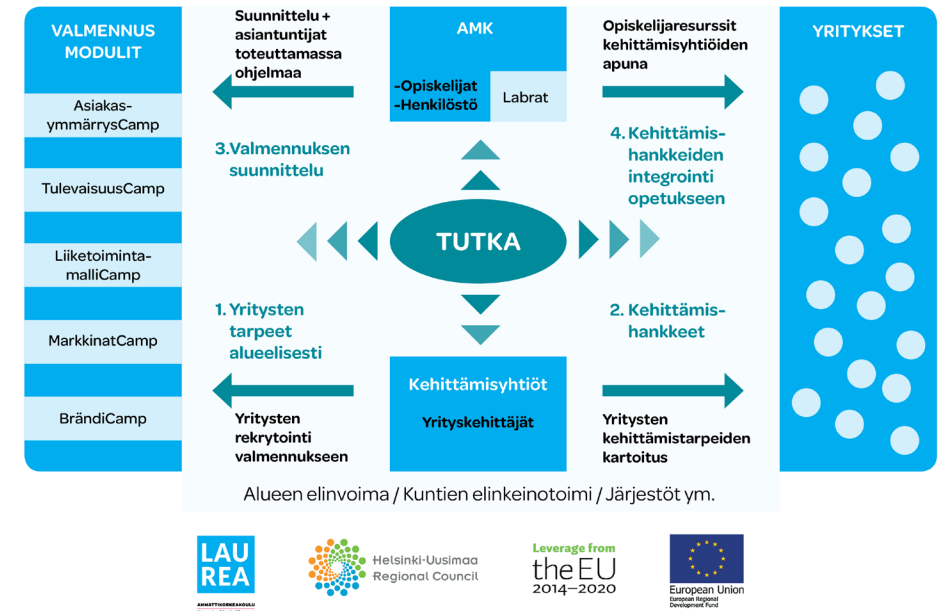 VALMENNUS
MODULIT
Asiakas-
ymmärrysCamp
TulevaisuusCamp
Liiketoiminta-
malliCamp
MarkkinatCamp
BrändiCamp
Suunnittelu +
asiantuntijat
toteuttamassa
ohjelmaa
3.Valmennuksen
suunnittelu
1. Yritysten
tarpeet
alueelisesti
Yritysten
rekrytointi
valmennukseen
AMK
-Opiskelijat
-Henkilöstö
Labrat
TUTKA
Kehittämisyhtiöt
Yrityskehittäjät
Opiskelijaresurssit
kehittämisyhtiöiden
apuna
4. Kehittämis-
hankkeiden
integrointi
opetukseen
2. Kehittämis-
hankkeet
Yritysten
kehittämistarpeiden
kartoitus
YRITYKSET
Alueen elinvoima / Kuntien elinkeinotoimi / Järjestöt ym.
LAU
REA
AMMATTIKORKEAKOULU
Helsinki-Uusimaa
Regional Council
Leverage from
the EU
2014–2020
European Union
European Regional
Development Fund